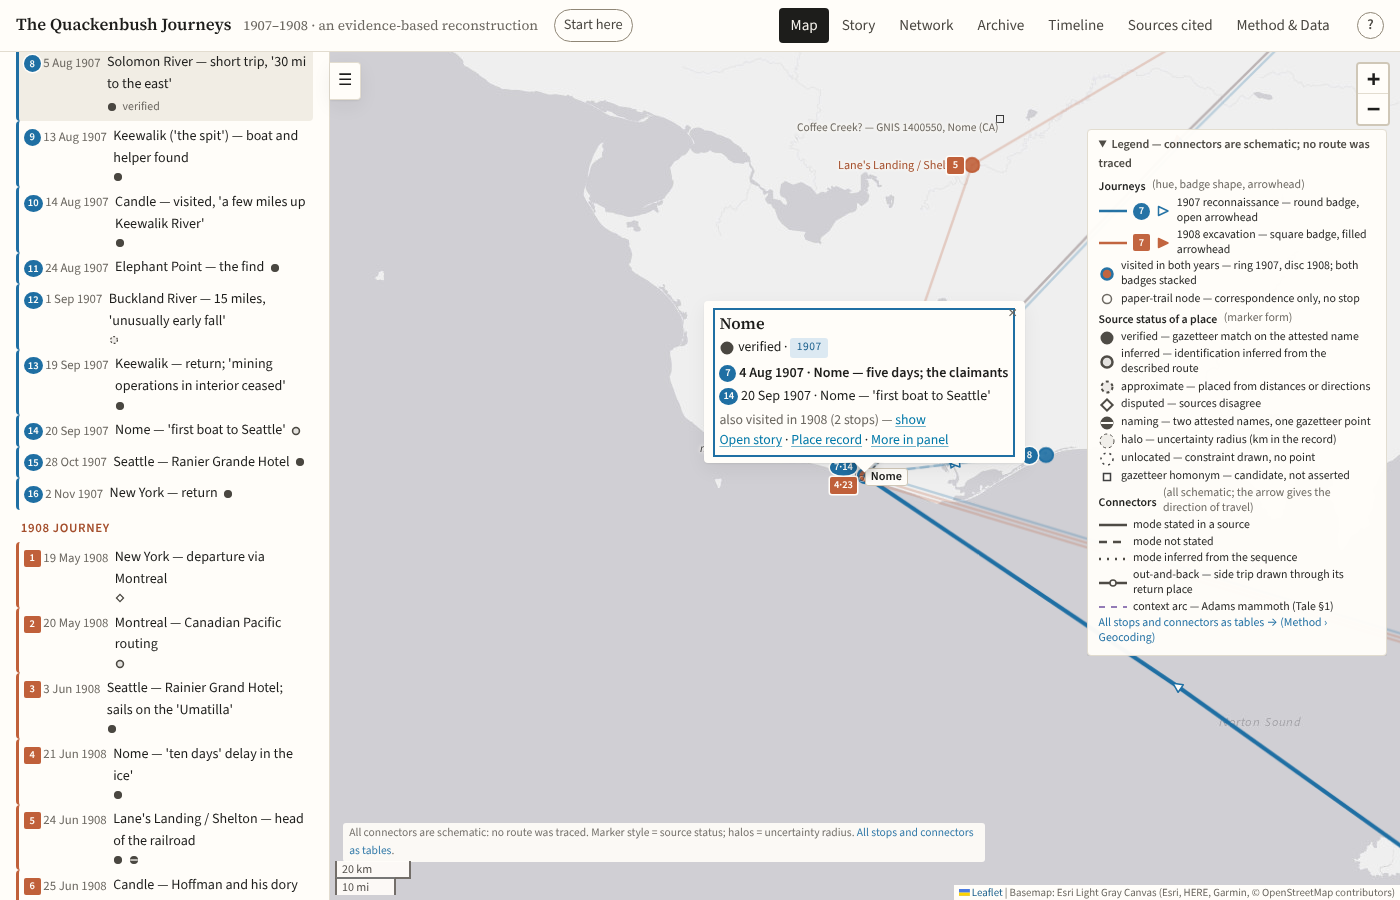 The Quackenbush Journeys 1907–1908 · an evidence-based reconstruction Start here Map Story Network Archive Timeline Sources cited Method & Data ?
8 5 Aug 1907 Solomon River — short trip, '30 mi
to the east'
verified
9 13 Aug 1907 Keewalik ('the spit') — boat and
helper found
10 14 Aug 1907 Candle — visited, 'a few miles up
Keewalik River'
11 24 Aug 1907 Elephant Point — the find
12 1 Sep 1907 Buckland River — 15 miles,
'unusually early fall'
13 19 Sep 1907 Keewalik — return; 'mining
operations in interior ceased'
14 20 Sep 1907 Nome — 'first boat to Seattle'
15 28 Oct 1907 Seattle — Ranier Grande Hotel
16 2 Nov 1907 New York — return
1908 JOURNEY
1 19 May 1908 New York — departure via
Montreal
2 20 May 1908 Montreal — Canadian Pacific
routing
3 3 Jun 1908 Seattle — Rainier Grand Hotel;
sails on the 'Umatilla'
4 21 Jun 1908 Nome — 'ten days' delay in the
ice'
5 24 Jun 1908 Lane's Landing / Shelton — head
of the railroad
6 25 Jun 1908 Candle — Hoffman and his dory
☰
Coffee Creek? — GNIS 1400550, Nome (CA)
Lane's Landing / Shel 5
×
Nome
verified · 1907
7 4 Aug 1907 · Nome — five days; the claimants
14 20 Sep 1907 · Nome — 'first boat to Seattle'
also visited in 1908 (2 stops) — show
Open story · Place record · More in panel
8
7·14
4·23
Nome
Norton Sound
+
−
▼ Legend — connectors are schematic; no route was
traced
Journeys (hue, badge shape, arrowhead)
7 1907 reconnaissance — round badge,
open arrowhead
7 1908 excavation — square badge, filled
arrowhead
visited in both years — ring 1907, disc 1908; both
badges stacked
paper-trail node — correspondence only, no stop
Source status of a place (marker form)
verified — gazetteer match on the attested name
inferred — identification inferred from the
described route
approximate — placed from distances or directions
disputed — sources disagree
naming — two attested names, one gazetteer point
halo — uncertainty radius (km in the record)
unlocated — constraint drawn, no point
gazetteer homonym — candidate, not asserted
Connectors (all schematic; the arrow gives the
direction of travel)
mode stated in a source
mode not stated
mode inferred from the sequence
out-and-back — side trip drawn through its
return place
context arc — Adams mammoth (Tale §1)
All stops and connectors as tables → (Method ›
Geocoding)
All connectors are schematic: no route was traced. Marker style = source status; halos = uncertainty radius. All stops and connectors
as tables.
20 km
10 mi
Leaflet | Basemap: Esri Light Gray Canvas (Esri, HERE, Garmin, © OpenStreetMap contributors)